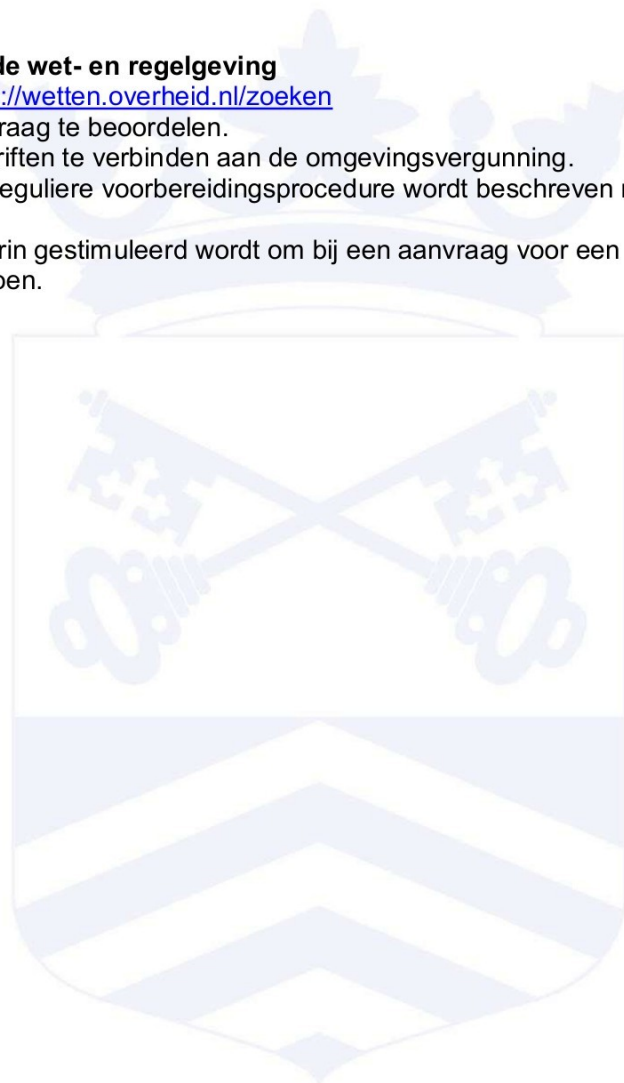 de wet- en regelgeving
://wetten.overheid.nl/zoeken
raag te beoordelen.
riften te verbinden aan de omgevingsvergunning.
reguliere voorbereidingsprocedure wordt beschreven
rin gestimuleerd wordt om bij een aanvraag voor een
oen.